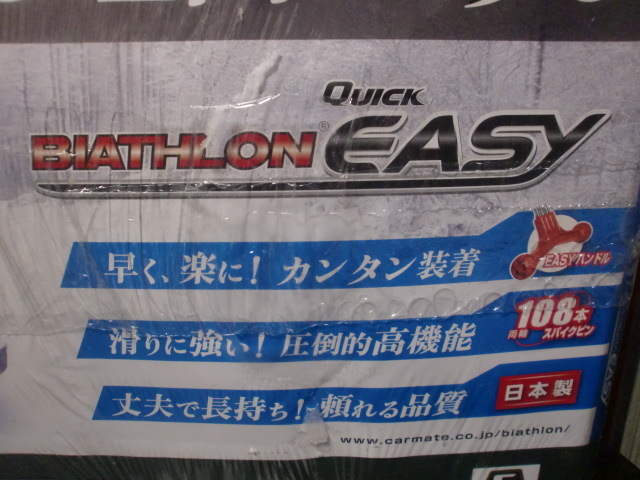 QUICK
BIATHLON® EASY
早く、楽に! カンタン装着
EASYハンドル
滑りに強い! 圧倒的高機能
両輪 108本
スパイクピン
丈夫で長持ち! 頼れる品質
日本製
www.carmate.co.jp/biathlon/